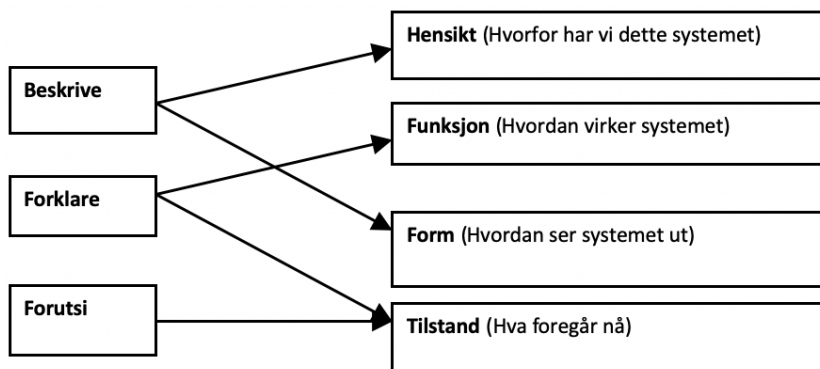 Beskrive
Forklare
Forutsi
Hensikt (Hvorfor har vi dette systemet)
Funksjon (Hvordan virker systemet)
Form (Hvordan ser systemet ut)
Tilstand (Hva foregår nå)